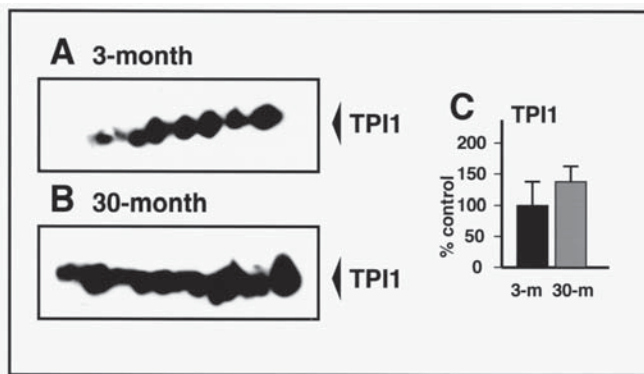 A 3-month
TPI1
B 30-month
TPI1
C
TPI1
% control
200
150
100
50
0
3-m 30-m